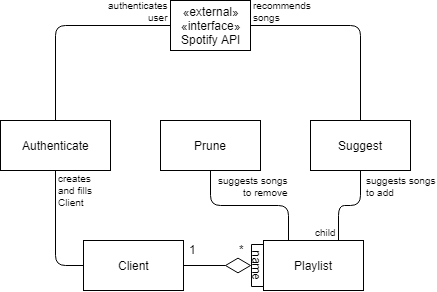 authenticates
user
«external»
«interface»
Spotify API
recommends
songs
Authenticate
Prune
Suggest
creates
and fills
Client
suggests songs
to remove
suggests songs
to add
child
Client
1
*
name
Playlist